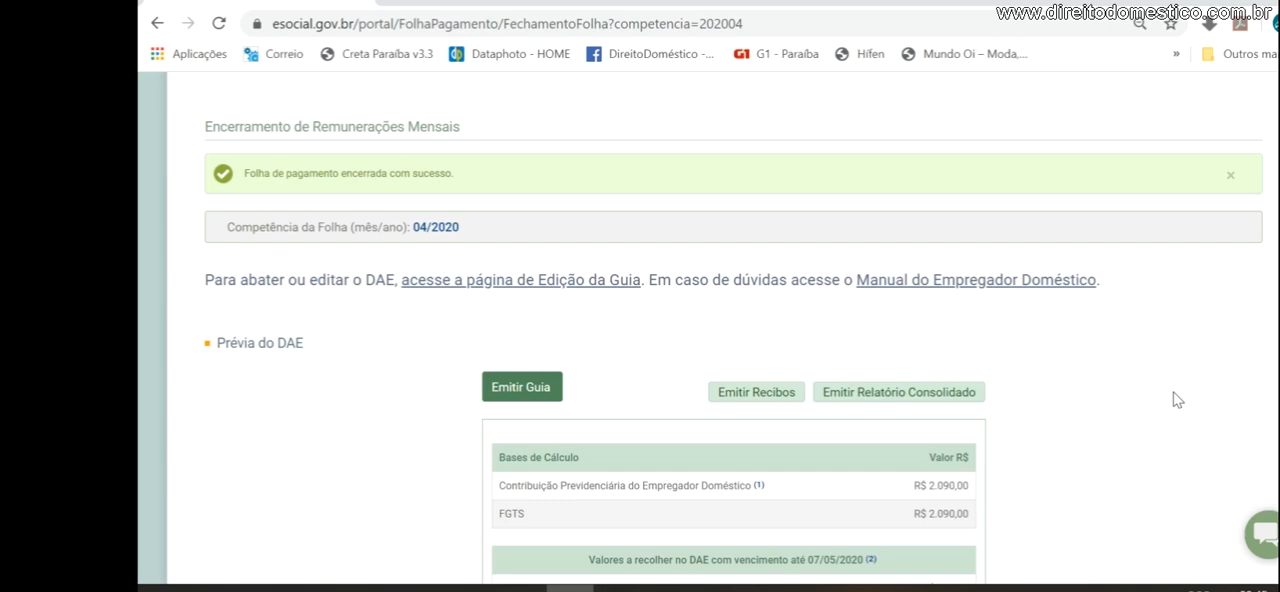 www.direitodomestico.com.br
esocial.gov.br/portal/FolhaPagamento/FechamentoFolha?competencia=202004
Aplicações Correio Creta Paraíba v3.3 Dataphoto - HOME DireitoDoméstico -... G1 G1 - Paraíba Hífen Mundo Oi – Moda,... » Outros ma
Encerramento de Remunerações Mensais
Folha de pagamento encerrada com sucesso. ×
Competência da Folha (mês/ano): 04/2020
Para abater ou editar o DAE, acesse a página de Edição da Guia. Em caso de dúvidas acesse o Manual do Empregador Doméstico.
Prévia do DAE
Emitir Guia Emitir Recibos Emitir Relatório Consolidado
Bases de Cálculo Valor R$
Contribuição Previdenciária do Empregador Doméstico (1) R$ 2.090,00
FGTS R$ 2.090,00
Valores a recolher no DAE com vencimento até 07/05/2020 (2)